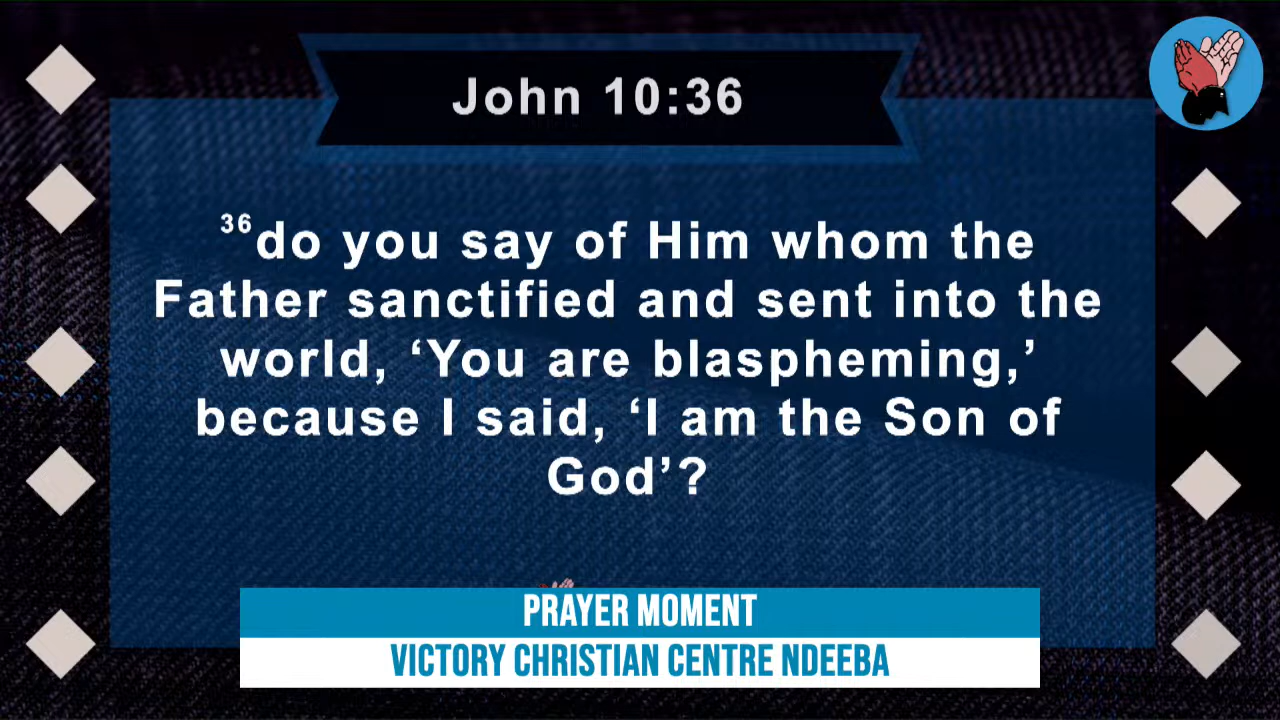 John 10:36
36do you say of Him whom the
Father sanctified and sent into the
world, ‘You are blaspheming,’
because I said, ‘I am the Son of
God’?
PRAYER MOMENT
VICTORY CHRISTIAN CENTRE NDEEBA